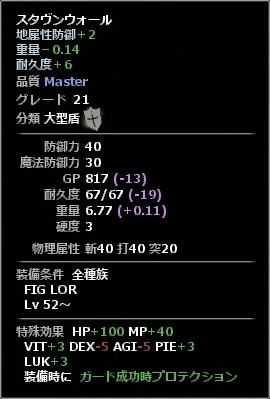 スタヴンウォール
地属性防御+2
重量-0.14
耐久度+6
品質 Master
グレード 21
分類 大型盾
防御力 40
魔法防御力 30
GP 817 (-13)
耐久度 67/67 (-19)
重量 6.77 (+0.11)
硬度 3
物理属性 斬40 打40 突20
装備条件 全種族
FIG LOR
Lv 52～
特殊効果 HP+100 MP+40
VIT+3 DEX-5 AGI-5 PIE+3
LUK+3
装備時に ガード成功時プロテクション